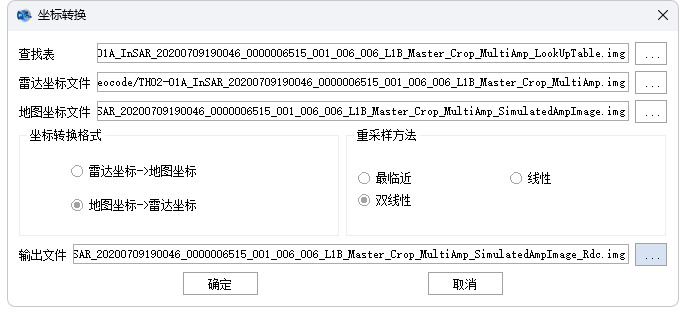 坐标转换
查找表 01A_InSAR_20200709190046_0000006515_001_006_006_L1B_Master_Crop_MultiAmp_LookUpTable.img ...
雷达坐标文件 eocode/TH02-01A_InSAR_20200709190046_0000006515_001_006_006_L1B_Master_Crop_MultiAmp.img ...
地图坐标文件 SAR_20200709190046_0000006515_001_006_006_L1B_Master_Crop_MultiAmp_SimulatedAmpImage.img ...
坐标转换格式 重采样方法
雷达坐标->地图坐标
最临近 线性
地图坐标->雷达坐标 双线性
输出文件 SAR_20200709190046_0000006515_001_006_006_L1B_Master_Crop_MultiAmp_SimulatedAmpImage_Rdc.img ...
确定 取消